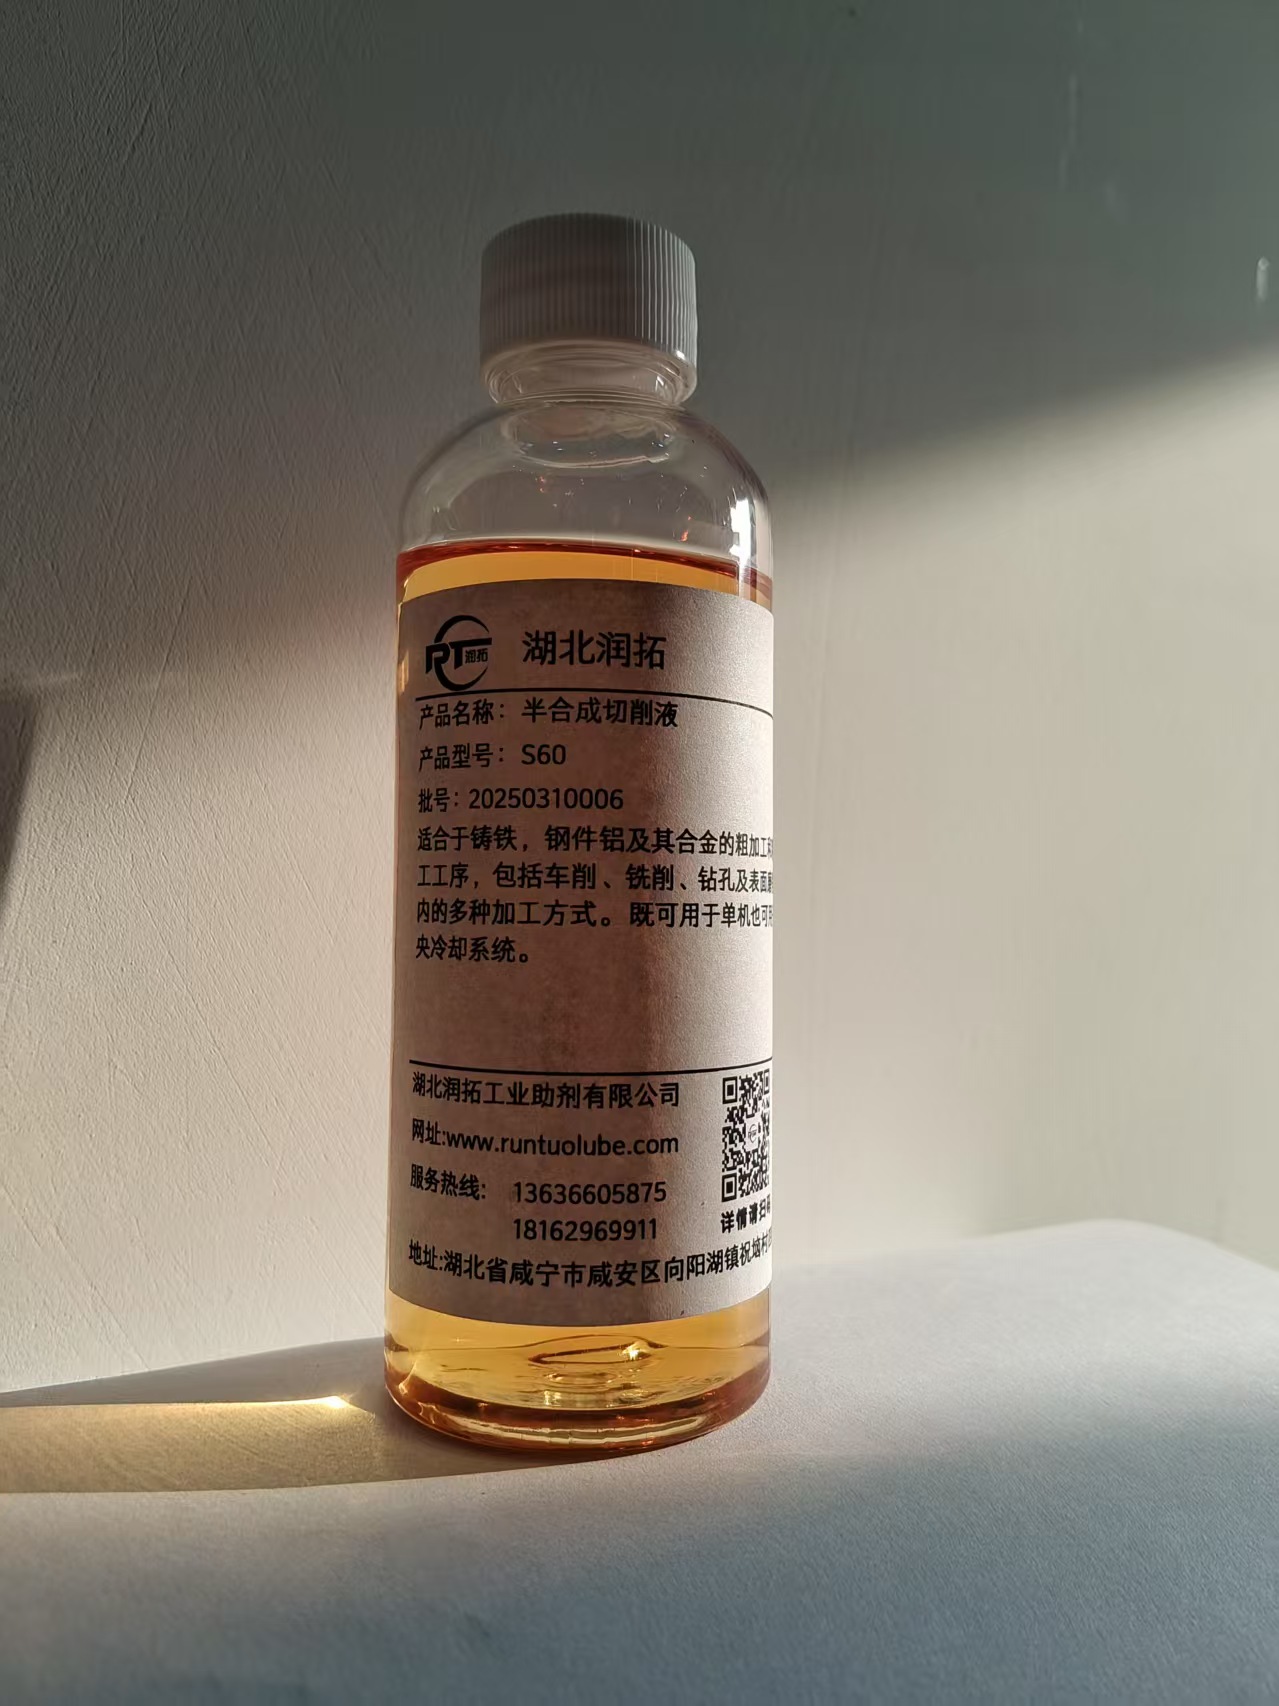 RT润拓
湖北润拓
产品名称：半合成切削液
产品型号：S60
批号：20250310006
适合于铸铁，钢件铝及其合金的粗加工
工工序，包括车削、铣削、钻孔及表面
内的多种加工方式。既可用于单机也可
央冷却系统。
湖北润拓工业助剂有限公司
网址:www.runtuolube.com
服务热线： 13636605875
18162969911
详情请扫
地址:湖北省咸宁市咸安区向阳湖镇祝垴村